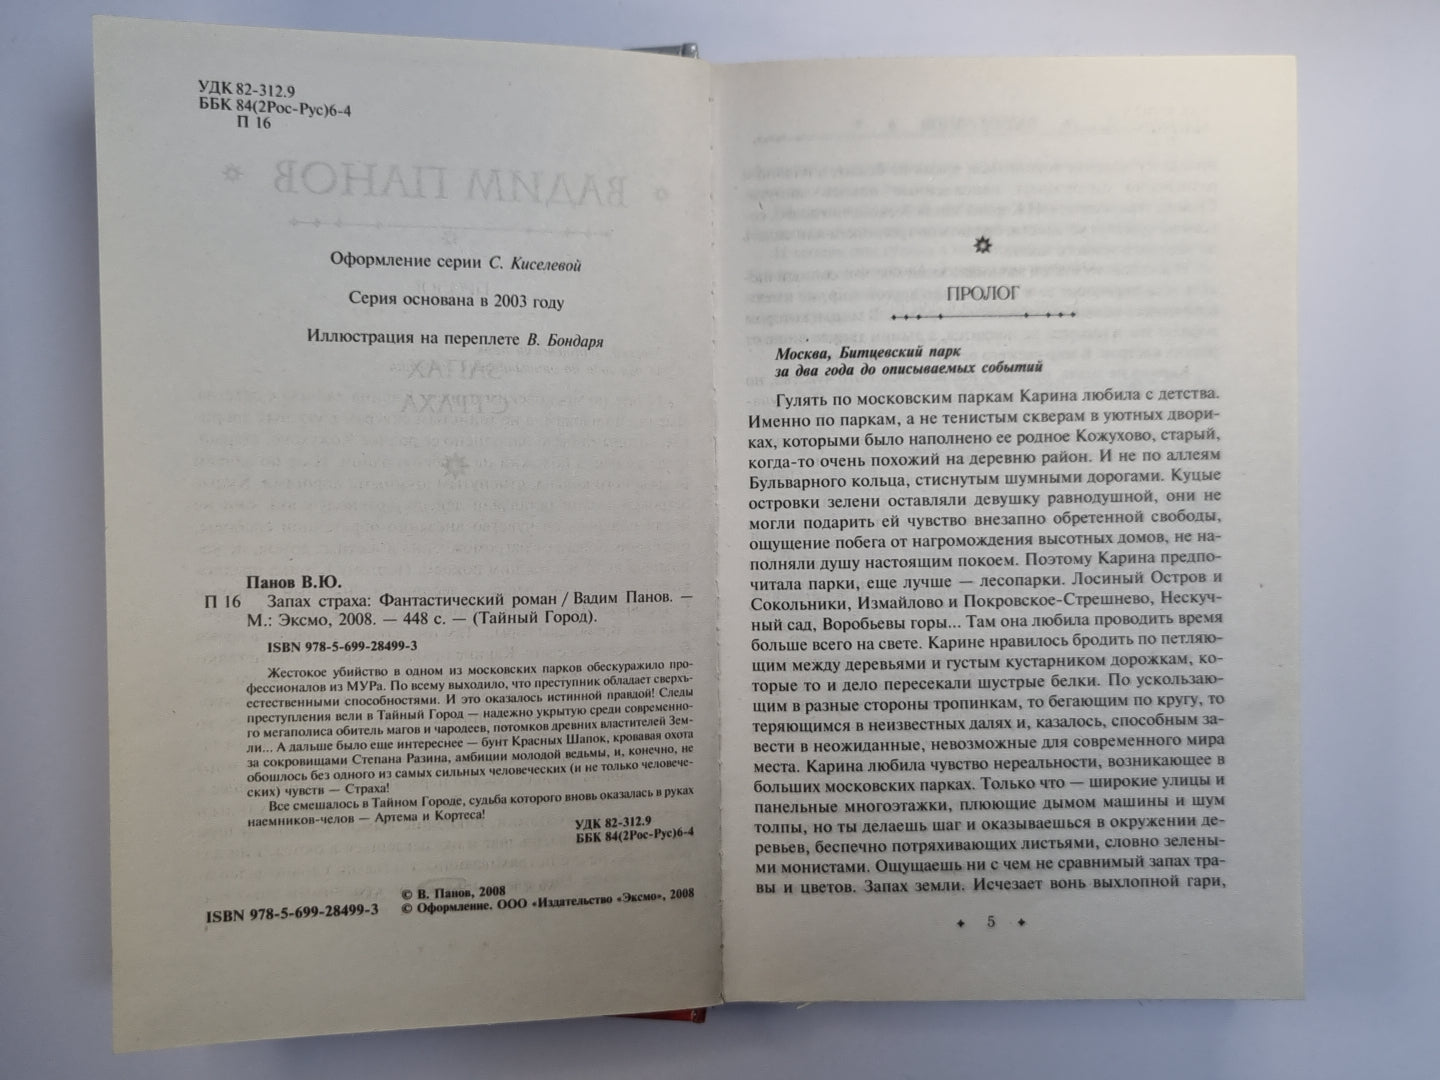 УДК 82-312.9
ББК 84(2Рос-Рус)6-4
П 16
Оформление серии С. Киселевой
Серия основана в 2003 году
Иллюстрация на переплете В. Бондаря
Панов В.Ю.
П 16 Запах страха: Фантастический роман / Вадим Панов. —
М.: Эксмо, 2008. — 448 с. — (Тайный Город).
ISBN 978-5-699-28499-3
Жестокое убийство в одном из московских парков обескуражило про-
фессионалов из МУРа. По всему выходило, что преступник обладает сверхъ-
естественными способностями. И это оказалось истинной правдой! Следы
преступления вели в Тайный Город — надежно укрытую среди современно-
го мегаполиса обитель магов и чародеев, потомков древних властителей Зем-
ли... А дальше было еще интереснее — бунт Красных Шапок, кровавая охота
за сокровищами Степана Разина, амбиции молодой ведьмы, и, конечно, не
обошлось без одного из самых сильных человеческих (и не только человече-
ских) чувств — Страха!
Все смешалось в Тайном Городе, судьба которого вновь оказалась в руках
наемников-челов — Артема и Кортеса!
УДК 82-312.9
ББК 84(2Рос-Рус)6-4
© В. Панов, 2008
ISBN 978-5-699-28499-3 © Оформление. ООО «Издательство «Эксмо», 2008
ПРОЛОГ
Москва, Битцевский парк
за два года до описываемых событий
Гулять по московским паркам Карина любила с детства.
Именно по паркам, а не тенистым скверам в уютных двори-
ках, которыми было наполнено ее родное Кожухово, старый,
когда-то очень похожий на деревню район. И не по аллеям
Бульварного кольца, стиснутым шумными дорогами. Куцые
островки зелени оставляли девушку равнодушной, они не
могли подарить ей чувство внезапно обретенной свободы,
ощущение побега от нагромождения высотных домов, не на-
полняли душу настоящим покоем. Поэтому Карина предпо-
читала парки, еще лучше — лесопарки. Лосиный Остров и
Сокольники, Измайлово и Покровское-Стрешнево, Нескуч-
ный сад, Воробьевы горы... Там она любила проводить время
больше всего на свете. Карине нравилось бродить по петляю-
щим между деревьями и густым кустарником дорожкам, ко-
торые то и дело пересекали шустрые белки. По ускользаю-
щим в разные стороны тропинкам, то бегающим по кругу, то
теряющимся в неизвестных далях и, казалось, способным за-
вести в неожиданные, невозможные для современного мира
места. Карина любила чувство нереальности, возникающее в
больших московских парках. Только что — широкие улицы и
панельные многоэтажки, плюющие дымом машины и шум
толпы, но ты делаешь шаг и оказываешься в окружении де-
ревьев, беспечно потряхивающих листьями, словно зелены-
ми монистами. Ощущаешь ни с чем не сравнимый запах тра-
вы и цветов. Запах земли. Исчезает вонь выхлопной гари,
5